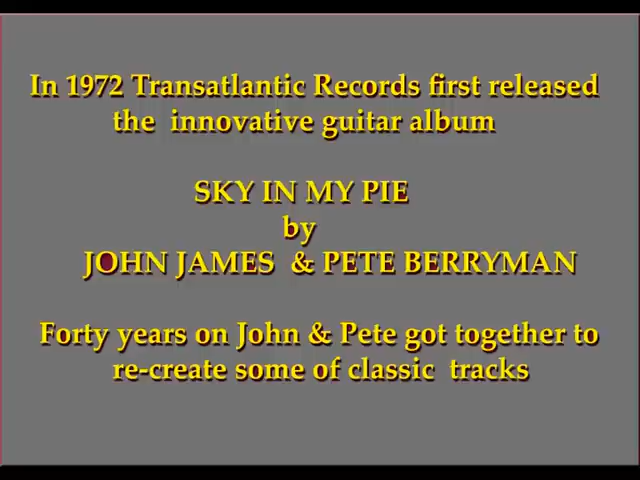 In 1972 Transatlantic Records first released
the innovative guitar album
SKY IN MY PIE
by
JOHN JAMES & PETE BERRYMAN
Forty years on John & Pete got together to
re-create some of classic tracks